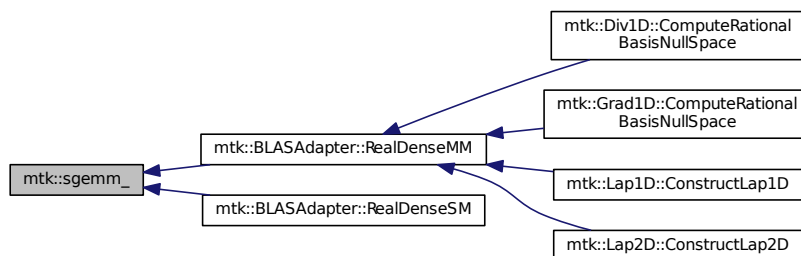 mtk::Div1D::ComputeRational
BasisNullSpace
mtk::Grad1D::ComputeRational
BasisNullSpace
mtk::BLASAdapter::RealDenseMM
mtk::sgemm_
mtk::Lap1D::ConstructLap1D
mtk::BLASAdapter::RealDenseSM
mtk::Lap2D::ConstructLap2D